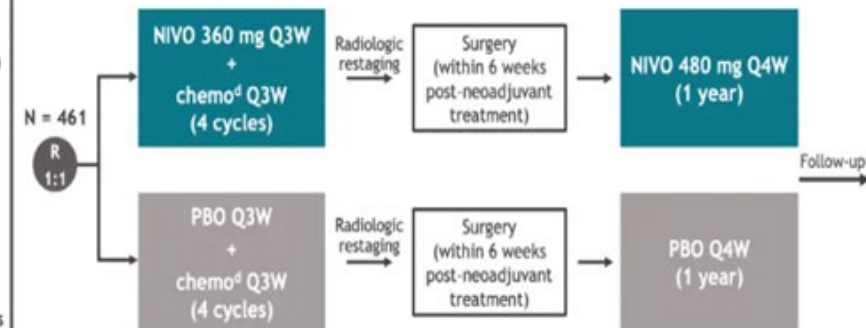 N = 461
R
1:1
NIVO 360 mg Q3W
+
chemoᵈ Q3W
(4 cycles)
Radiologic
restaging
Surgery
(within 6 weeks
post-neoadjuvant
treatment)
NIVO 480 mg Q4W
(1 year)
Follow-up
PBO Q3W
+
chemoᵈ Q3W
(4 cycles)
Radiologic
restaging
Surgery
(within 6 weeks
post-neoadjuvant
treatment)
PBO Q4W
(1 year)